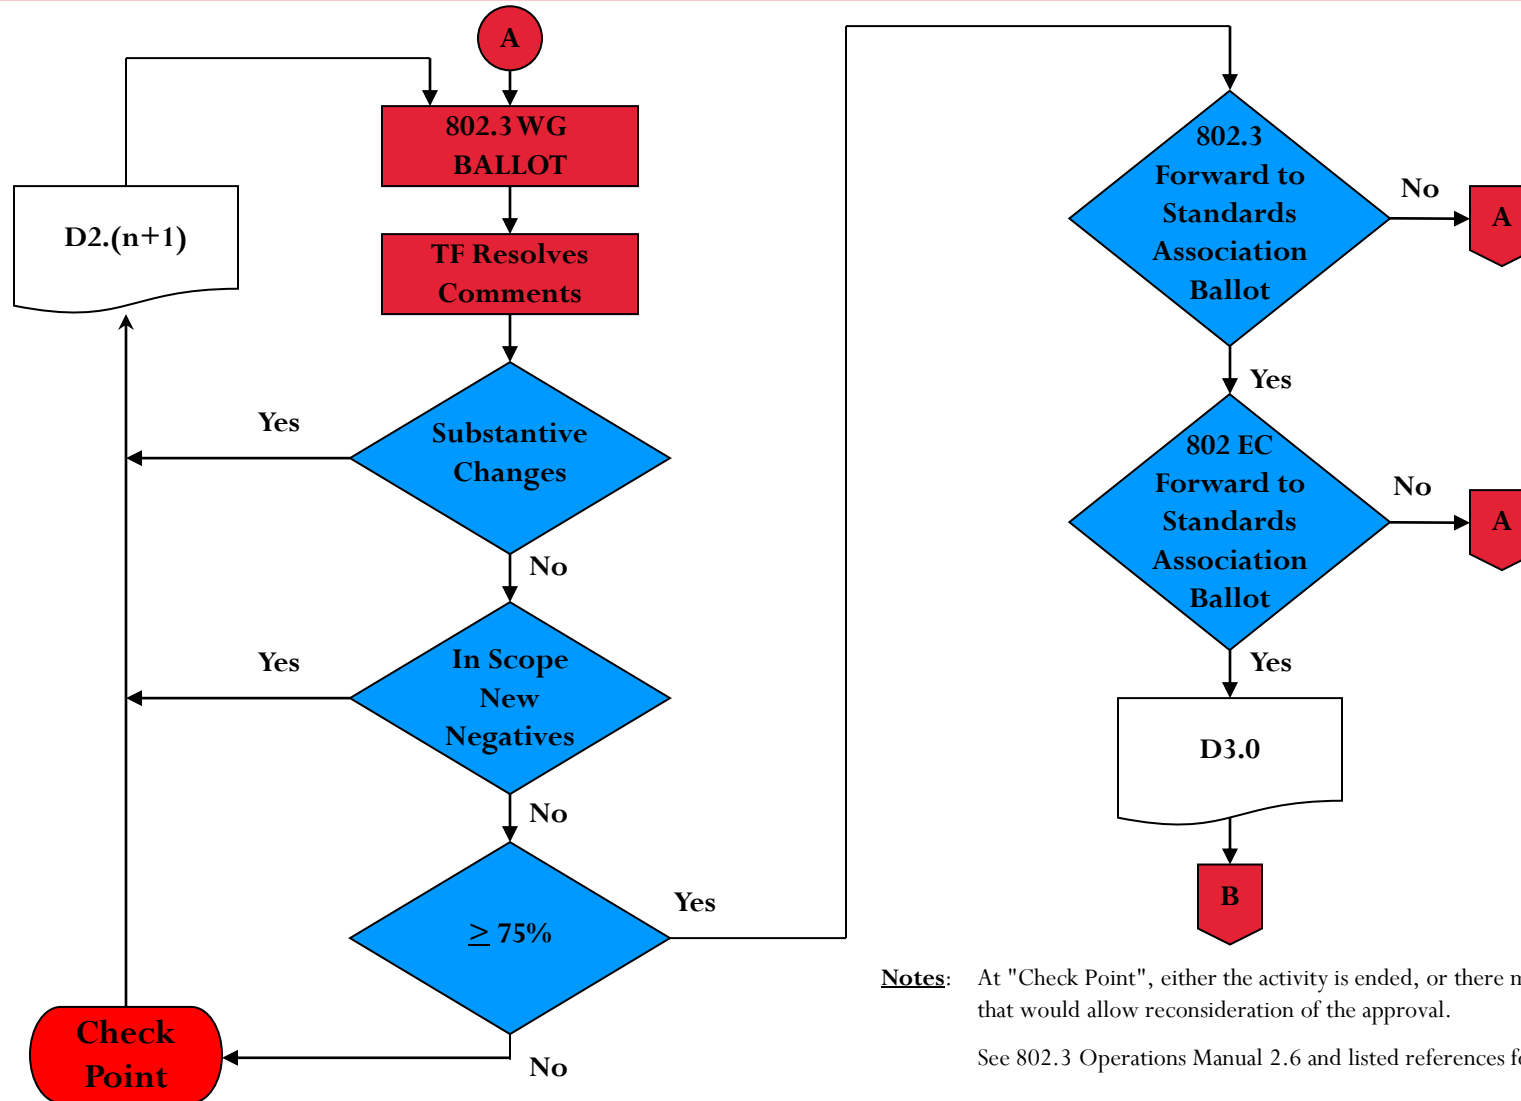 A
802.3 WG
BALLOT
D2.(n+1)
TF Resolves
Comments
Yes
Substantive
Changes
No
Yes
In Scope
New
Negatives
No
≥ 75%
Yes
No
Check
Point
802.3
Forward to
Standards
Association
Ballot
No
A
Yes
802 EC
Forward to
Standards
Association
Ballot
No
A
Yes
D3.0
B
Notes: At "Check Point", either the activity is ended, or there
that would allow reconsideration of the approval.
See 802.3 Operations Manual 2.6 and listed references